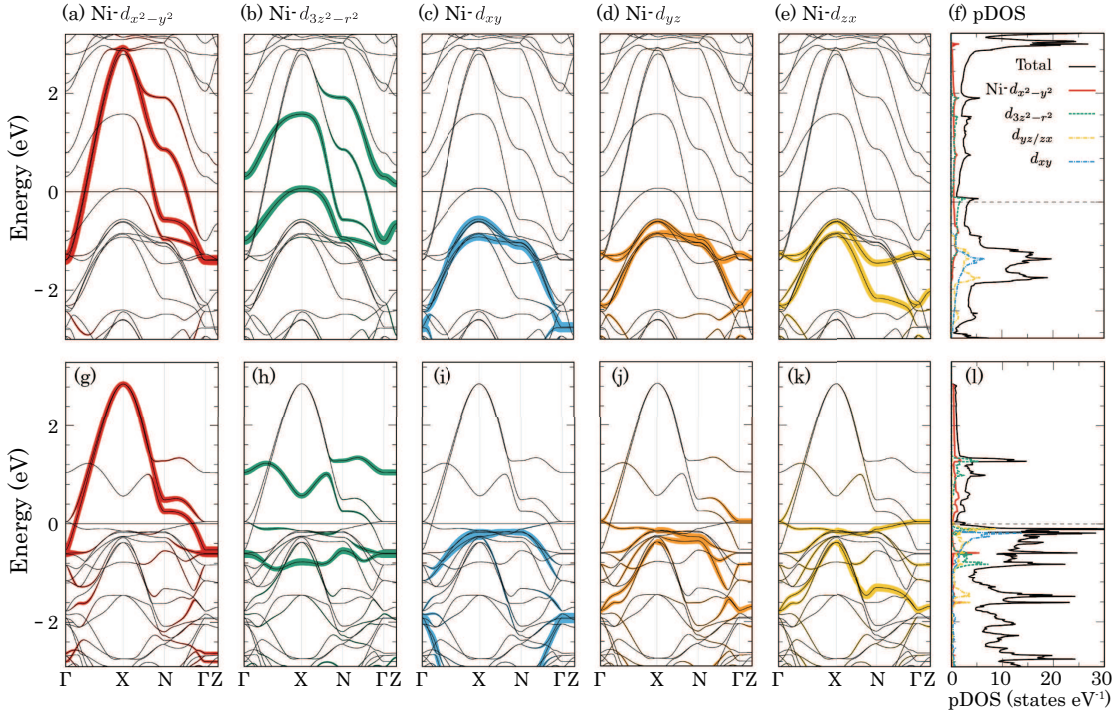 (a) Ni-d_{x²−y²} (b) Ni-d_{3z²−r²} (c) Ni-d_{xy} (d) Ni-d_{yz} (e) Ni-d_{zx} (f) pDOS
Total
Ni-d_{x²−y²}
d_{3z²−r²}
d_{yz/zx}
d_{xy}
Energy (eV)
2
0
−2
(g) (h) (i) (j) (k) (l)
Energy (eV)
2
0
−2
Γ X N ΓZ Γ X N ΓZ Γ X N ΓZ Γ X N ΓZ Γ X N ΓZ 0 10 20 30
pDOS (states eV⁻¹)